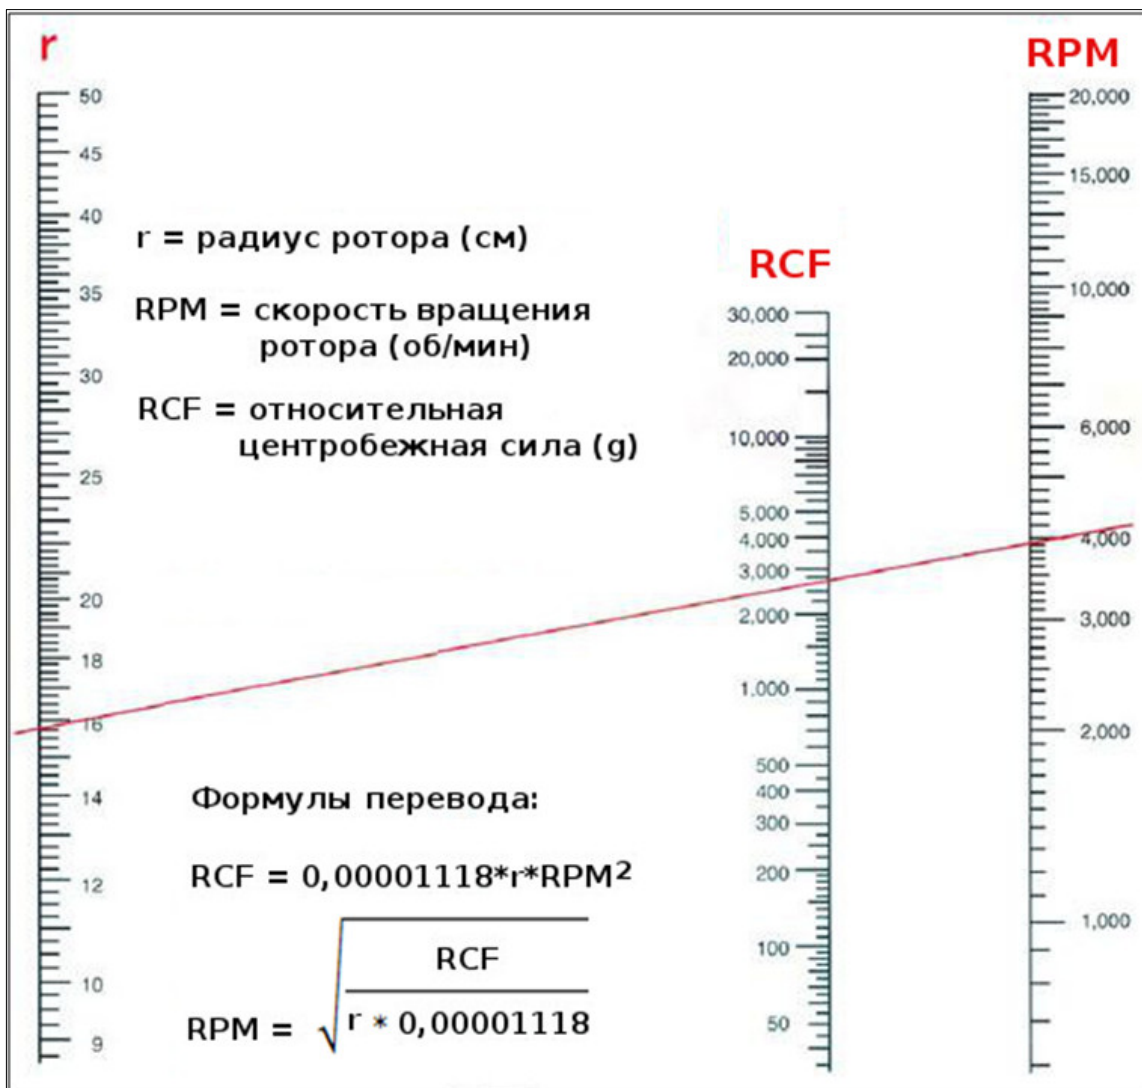 r
RPM
50
45
40
35
30
25
20
18
16
14
12
10
9
r = радиус ротора (см)
RPM = скорость вращения
ротора (об/мин)
RCF = относительная
центробежная сила (g)
RCF
30,000
20,000
10,000
5,000
4,000
3,000
2,000
1.000
500
400
300
200
100
50
20,000
15,000
10,000
6,000
4,000
3,000
2,000
1,000
Формулы перевода:
RCF = 0,00001118*r*RPM²
RCF
RPM = √
r * 0,00001118